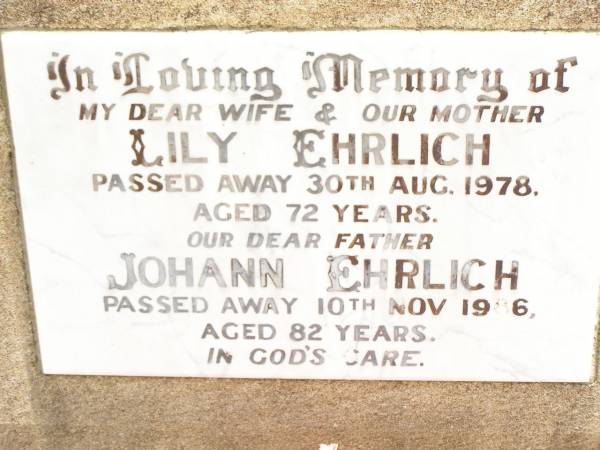 In Loving Memory of
MY DEAR WIFE & OUR MOTHER
LILY EHRLICH
PASSED AWAY 30TH AUG. 1978.
AGED 72 YEARS.
OUR DEAR FATHER
JOHANN EHRLICH
PASSED AWAY 10TH NOV 1986,
AGED 82 YEARS.
IN GOD'S CARE.